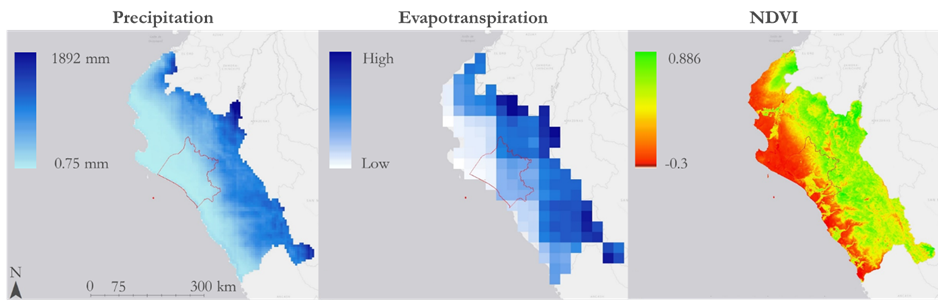 Precipitation
Evapotranspiration
NDVI
1892 mm
High
0.886
0.75 mm
Low
-0.3
N
0 75 300 km